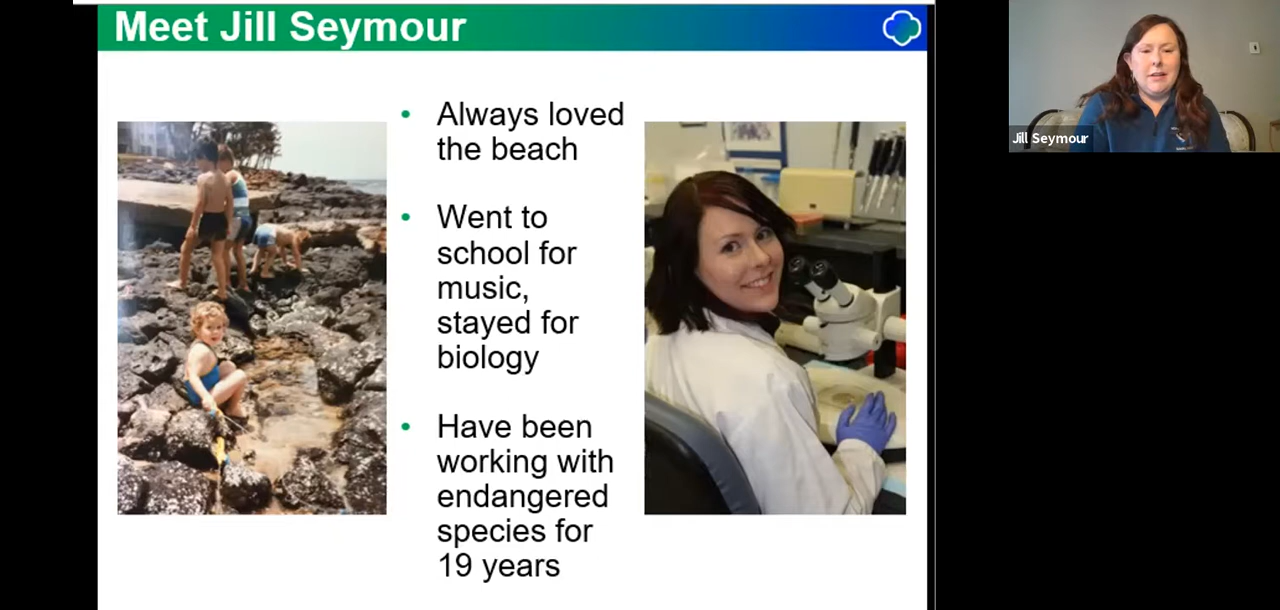 Meet Jill Seymour
Always loved
the beach
Went to
school for
music,
stayed for
biology
Have been
working with
endangered
species for
19 years
Jill Seymour